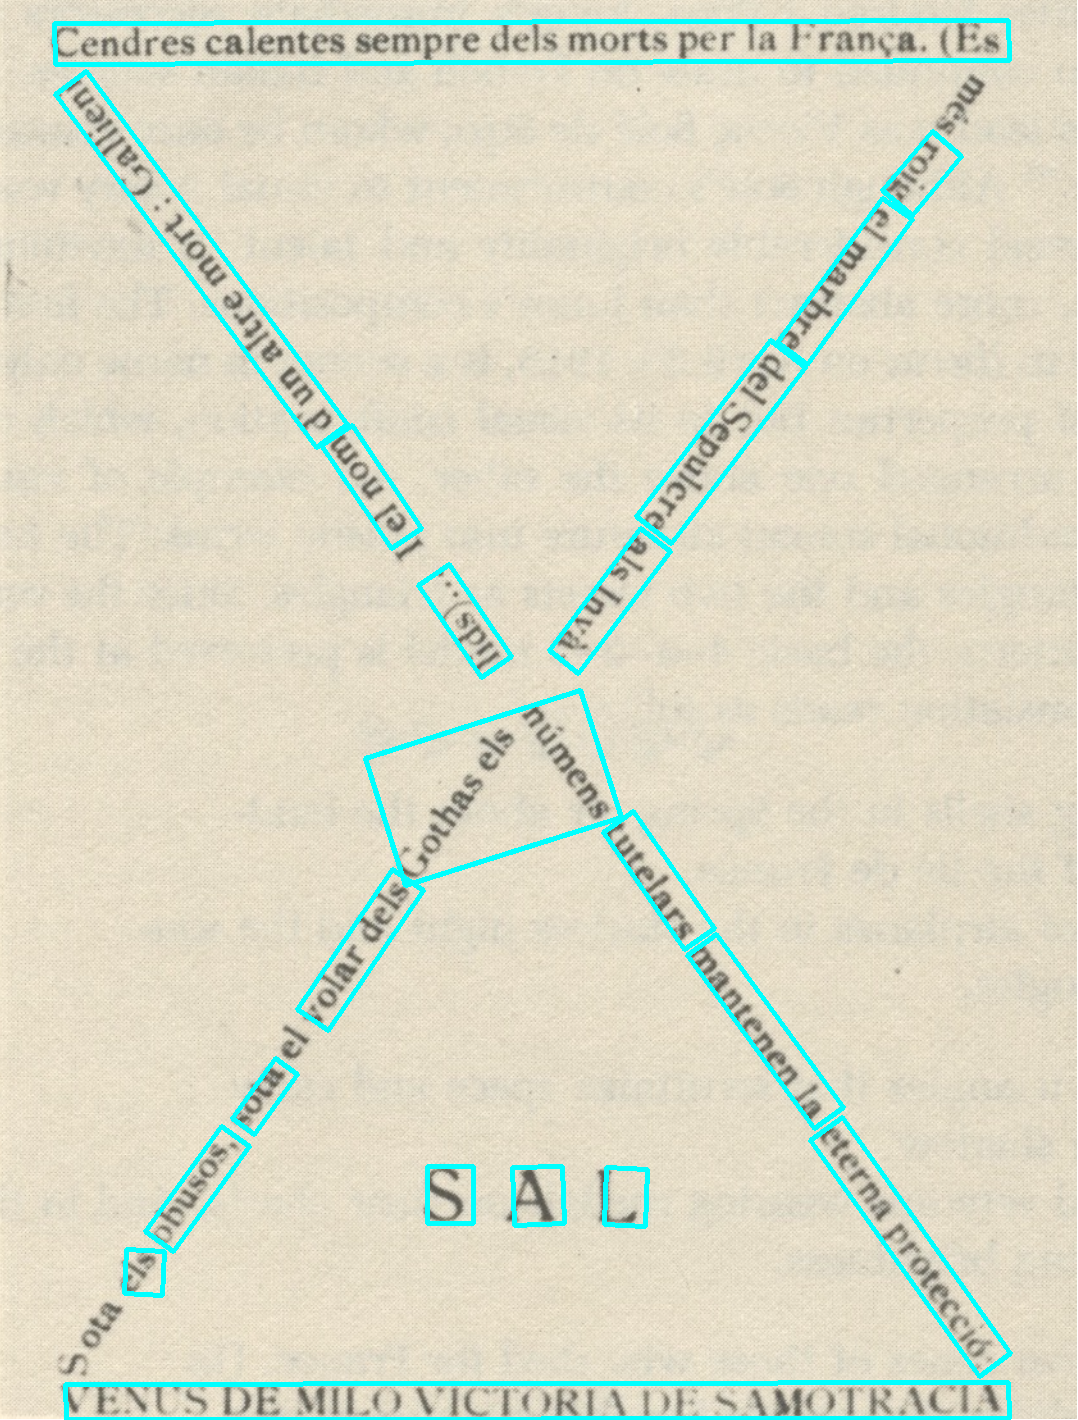 Cendres calentes sempre dels morts per la França. (Es
més roig el marbre del Sepulcre als Invà-
lids)... I el nom d'un altre mort : Gallieni
Sota els obusos, sota el volar dels Gothas els
númens tutelars mantenen la eterna protecció:
S A L
VENUS DE MILO VICTORIA DE SAMOTRACIA